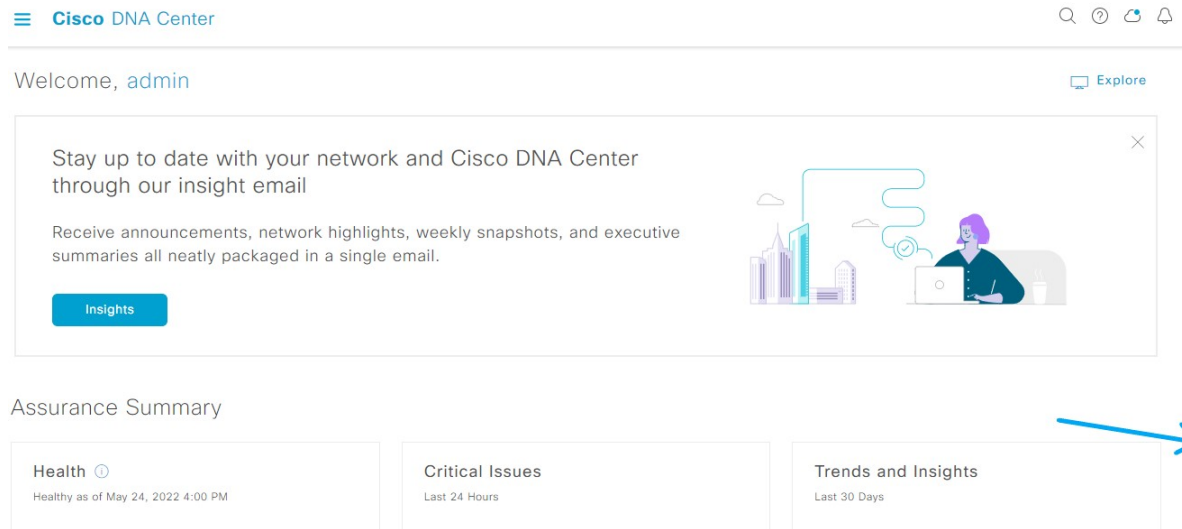 Cisco DNA Center
Welcome, admin
Explore
Stay up to date with your network and Cisco DNA Center
through our insight email
Receive announcements, network highlights, weekly snapshots, and executive
summaries all neatly packaged in a single email.
Insights
Assurance Summary
Health
Healthy as of May 24, 2022 4:00 PM
Critical Issues
Last 24 Hours
Trends and Insights
Last 30 Days